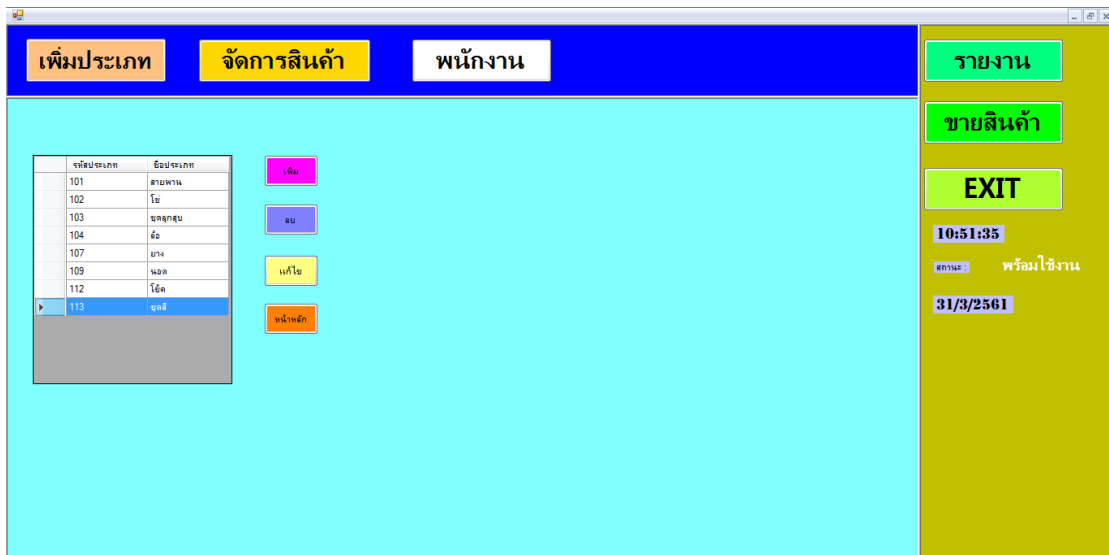 เพิ่มประเภท จัดการสินค้า พนักงาน
รายงาน
ขายสินค้า
EXIT
10:51:35
สถานะ : พร้อมใช้งาน
31/3/2561
รหัสประเภท ชื่อประเภท
101 สายพาน
102 โซ่
103 ชุดลูกสูบ
104 ล้อ
107 ยาง
109 นอต
112 โช้ค
113 ชุดสี
เพิ่ม
ลบ
แก้ไข
หน้าหลัก